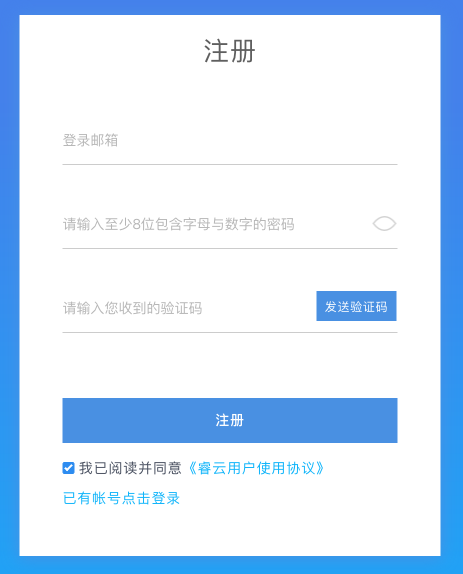 注册
登录邮箱
请输入至少8位包含字母与数字的密码
请输入您收到的验证码 发送验证码
注册
我已阅读并同意《睿云用户使用协议》
已有帐号点击登录